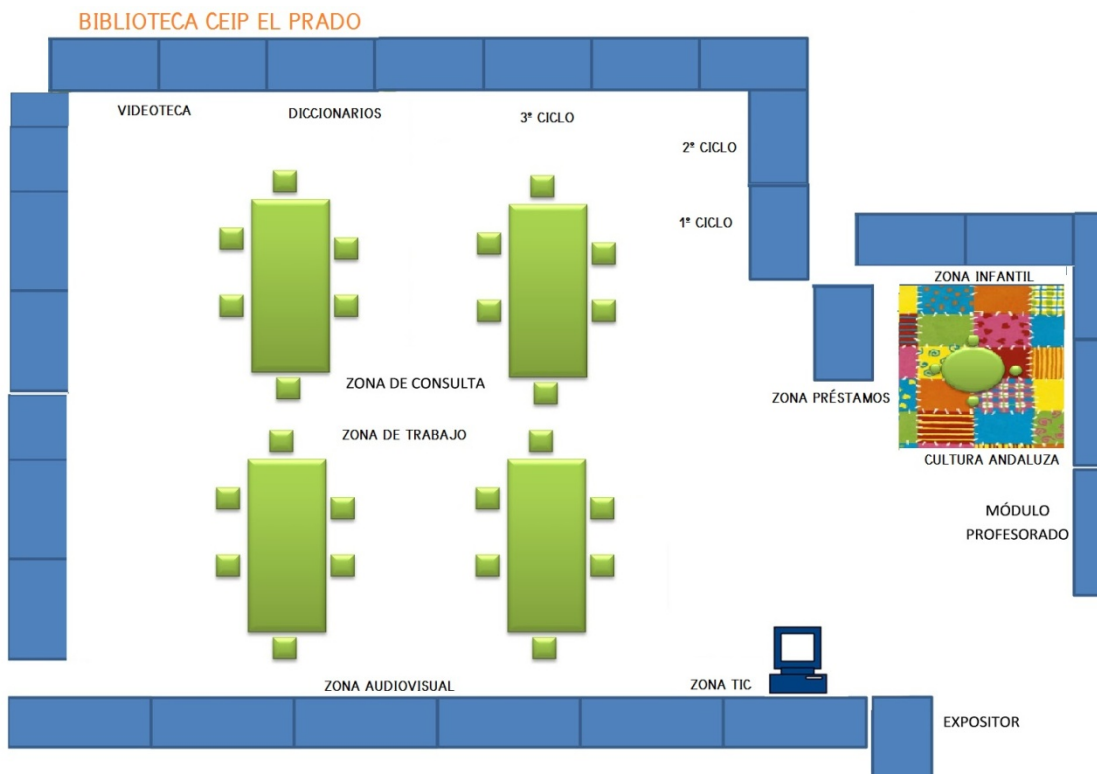 BIBLIOTECA CEIP EL PRADO
VIDEOTECA
DICCIONARIOS
3º CICLO
2º CICLO
1º CICLO
ZONA INFANTIL
ZONA DE CONSULTA
ZONA PRÉSTAMOS
ZONA DE TRABAJO
CULTURA ANDALUZA
MÓDULO
PROFESORADO
ZONA AUDIOVISUAL
ZONA TIC
EXPOSITOR